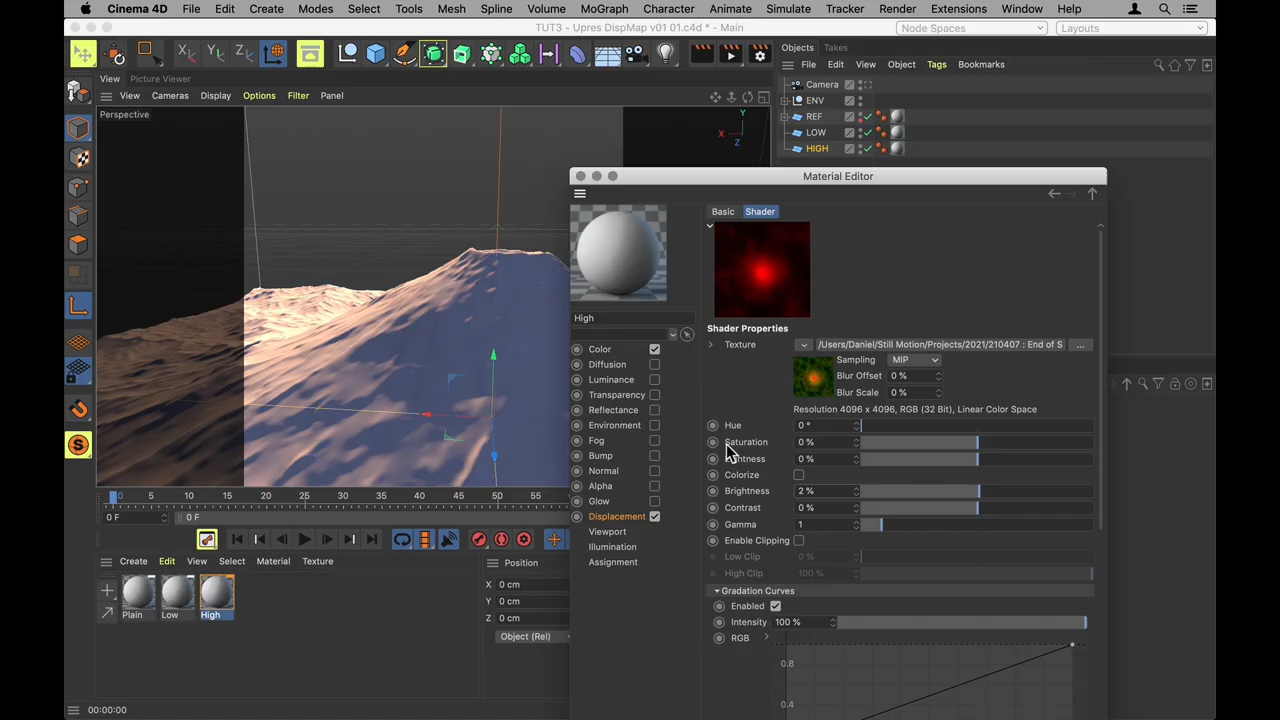 Cinema 4D File Edit Create Modes Select Tools Mesh Spline Volume MoGraph Character Animate Simulate Tracker Render Extensions Window Help
TUT3 - Upres DispMap v01 01.c4d * - Main
Node Spaces
Layouts
Objects Takes
File Edit View Object Tags Bookmarks
View Picture Viewer
View Cameras Display Options Filter Panel
Perspective
Y
X
Z
Camera
ENV
REF
LOW
HIGH
Material Editor
Basic Shader
Shader Properties
High
Texture /Users/Daniel/Still Motion/Projects/2021/210407 : End of S ...
Sampling MIP
Blur Offset 0 %
Blur Scale 0 %
Resolution 4096 x 4096, RGB (32 Bit), Linear Color Space
Color
Diffusion
Luminance
Transparency
Reflectance
Environment
Fog
Bump
Normal
Alpha
Glow
Displacement
Viewport
Illumination
Assignment
Hue 0 °
Saturation 0 %
0 %
Colorize
Brightness 2 %
Contrast 0 %
Gamma 1
Enable Clipping
Low Clip 0 %
High Clip 100 %
Gradation Curves
Enabled
Intensity 100 %
RGB
0.8
0.4
0 5 10 15 20 25 30 35 40 45 50 55
0 F 0 F
Create Edit View Select Material Texture
Plain Low High
Position
X 0 cm
Y 0 cm
Z 0 cm
Object (Rel)
00:00:00